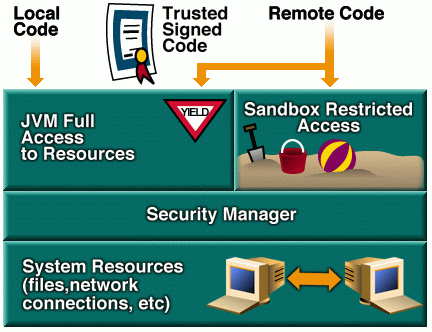 Local
Code
Trusted
Signed
Code
Remote Code
JVM Full
Access
to Resources
YIELD
Sandbox Restricted
Access
Security Manager
System Resources
(files,network
connections, etc)